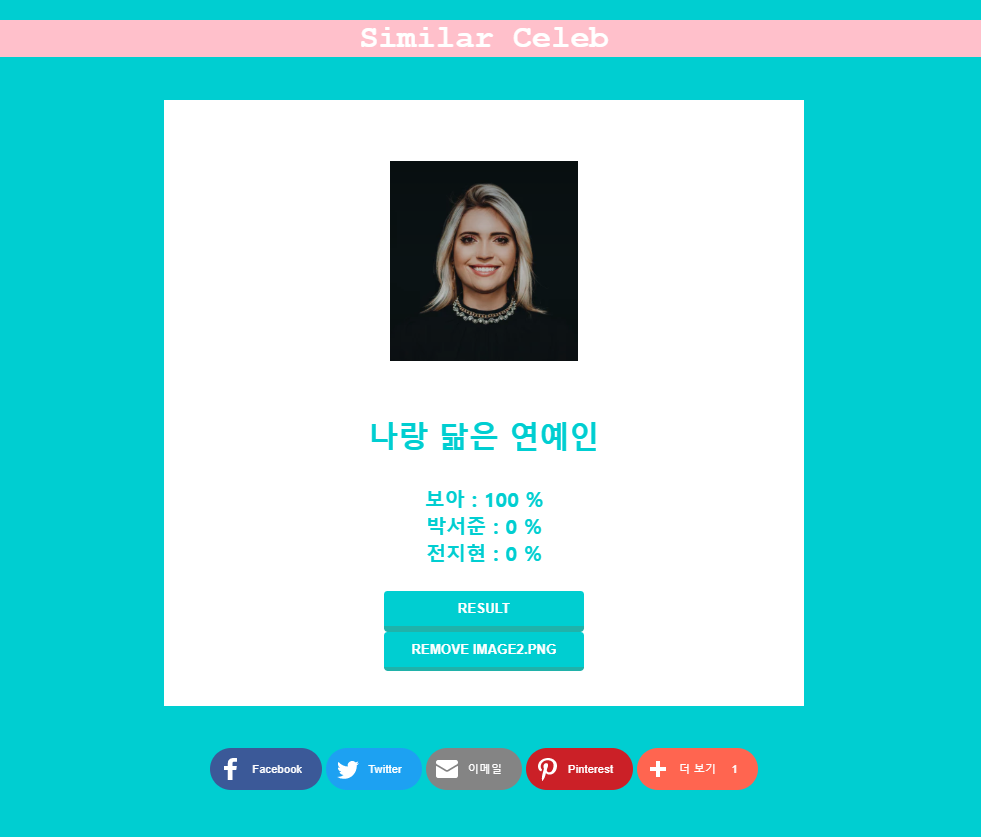 Similar Celeb
나랑 닮은 연예인
보아 : 100 %
박서준 : 0 %
전지현 : 0 %
RESULT
REMOVE IMAGE2.PNG
Facebook Twitter 이메일 Pinterest 더 보기 1